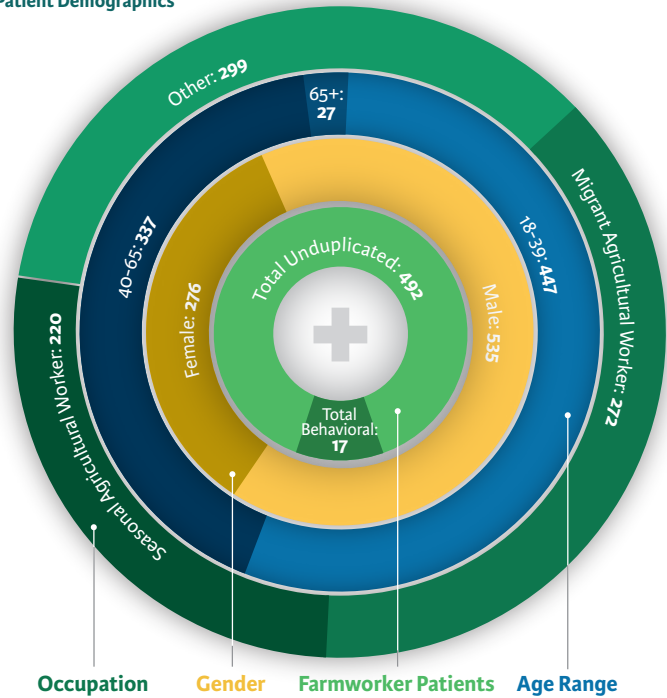 Patient Demographics
Other: 299
65+:
27
Migrant Agricultural Worker: 272
18-39: 447
40-65: 337
Total Unduplicated: 492
Female: 276
Male: 535
Seasonal Agricultural Worker: 220
Total
Behavioral:
17
Occupation
Gender
Farmworker Patients
Age Range